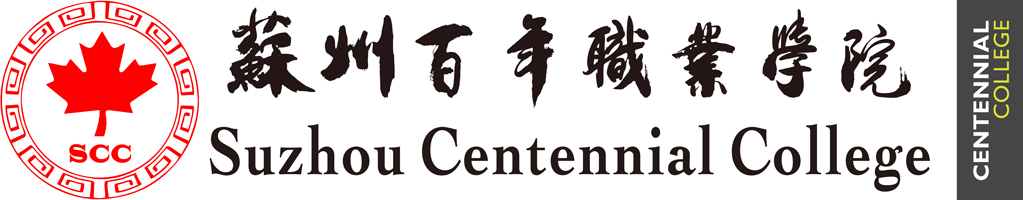 SCC
蘇州百年職業學院
Suzhou Centennial College
CENTENNIAL
COLLEGE